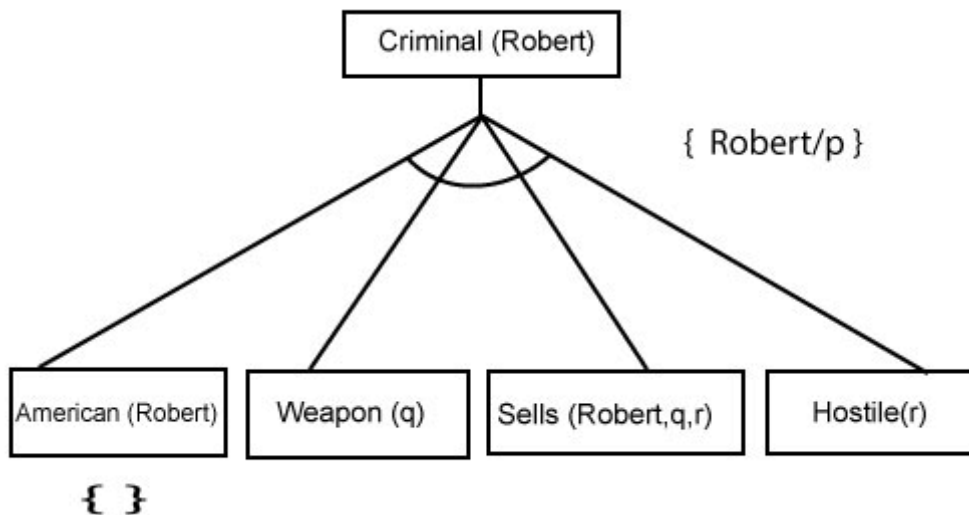 Criminal (Robert)
{ Robert/p }
American (Robert)
Weapon (q)
Sells (Robert,q,r)
Hostile(r)
{ }